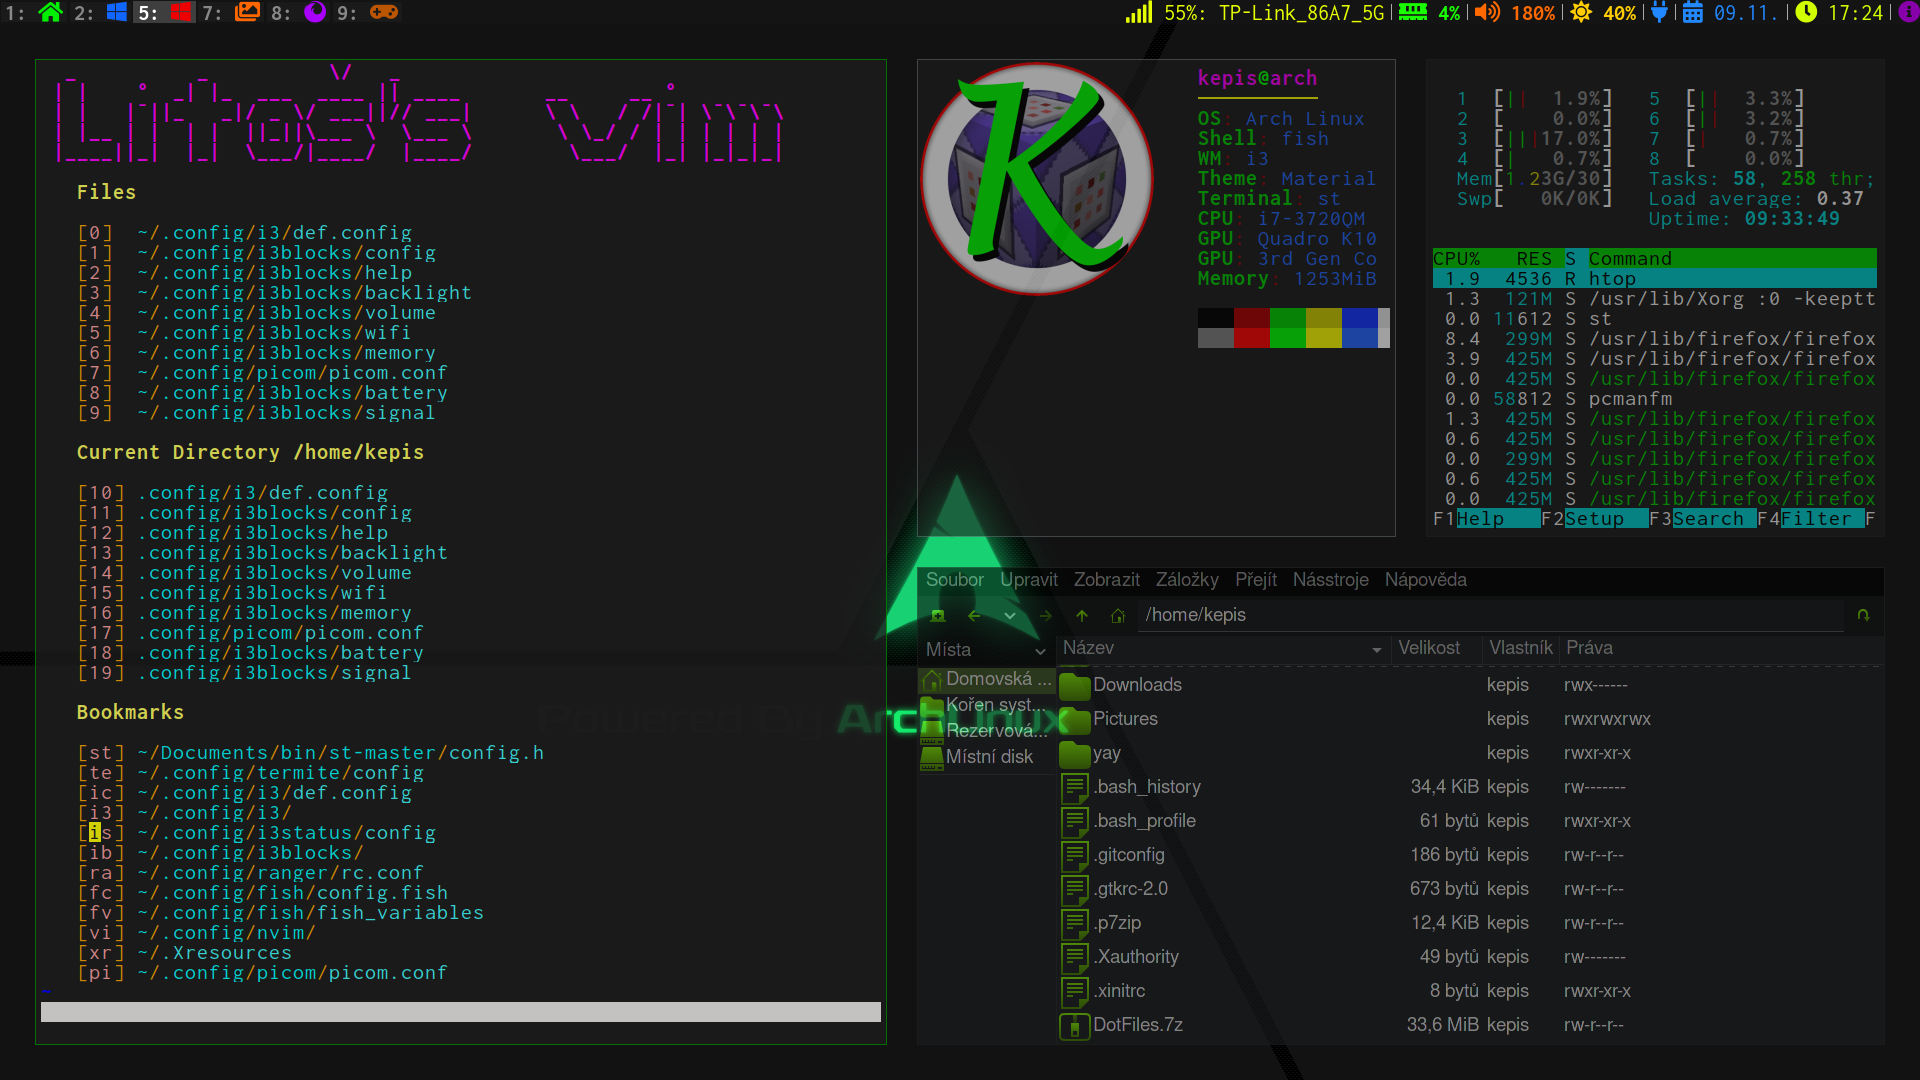 1: 2: 5: 7: 8: 9: 55%: TP-Link_86A7_5G 4% 180% 40% 09.11. 17:24
Lito's vim
Files
[0] ~/.config/i3/def.config
[1] ~/.config/i3blocks/config
[2] ~/.config/i3blocks/help
[3] ~/.config/i3blocks/backlight
[4] ~/.config/i3blocks/volume
[5] ~/.config/i3blocks/wifi
[6] ~/.config/i3blocks/memory
[7] ~/.config/picom/picom.conf
[8] ~/.config/i3blocks/battery
[9] ~/.config/i3blocks/signal
Current Directory /home/kepis
[10] .config/i3/def.config
[11] .config/i3blocks/config
[12] .config/i3blocks/help
[13] .config/i3blocks/backlight
[14] .config/i3blocks/volume
[15] .config/i3blocks/wifi
[16] .config/i3blocks/memory
[17] .config/picom/picom.conf
[18] .config/i3blocks/battery
[19] .config/i3blocks/signal
Bookmarks
[st] ~/Documents/bin/st-master/config.h
[te] ~/.config/termite/config
[ic] ~/.config/i3/def.config
[i3] ~/.config/i3/
[is] ~/.config/i3status/config
[ib] ~/.config/i3blocks/
[ra] ~/.config/ranger/rc.conf
[fc] ~/.config/fish/config.fish
[fv] ~/.config/fish/fish_variables
[vi] ~/.config/nvim/
[xr] ~/.Xresources
[pi] ~/.config/picom/picom.conf
~
K
kepis@arch
OS: Arch Linux
Shell: fish
WM: i3
Theme: Material
Terminal: st
CPU: i7-3720QM
GPU: Quadro K10
GPU: 3rd Gen Co
Memory: 1253MiB
1 [|| 1.9%] 5 [|| 3.3%]
2 [ 0.0%] 6 [|| 3.2%]
3 [|||17.0%] 7 [| 0.7%]
4 [| 0.7%] 8 [ 0.0%]
Mem[1.23G/30] Tasks: 58, 258 thr;
Swp[ 0K/0K] Load average: 0.37
Uptime: 09:33:49
CPU% RES S Command
1.9 4536 R htop
1.3 121M S /usr/lib/Xorg :0 -keeptt
0.0 11612 S st
8.4 299M S /usr/lib/firefox/firefox
3.9 425M S /usr/lib/firefox/firefox
0.0 425M S /usr/lib/firefox/firefox
0.0 58812 S pcmanfm
1.3 425M S /usr/lib/firefox/firefox
0.6 425M S /usr/lib/firefox/firefox
0.0 299M S /usr/lib/firefox/firefox
0.6 425M S /usr/lib/firefox/firefox
0.0 425M S /usr/lib/firefox/firefox
F1Help F2Setup F3Search F4Filter F
Powered By ArchLinux
Soubor Upravit Zobrazit Záložky Přejít Násstroje Nápověda
/home/kepis
Místa
Domovská ...
Kořen syst...
Rezervová...
Místní disk
Název Velikost Vlastník Práva
Downloads kepis rwx------
Pictures kepis rwxrwxrwx
yay kepis rwxr-xr-x
.bash_history 34,4 KiB kepis rw-------
.bash_profile 61 bytů kepis rwxr-xr-x
.gitconfig 186 bytů kepis rw-r--r--
.gtkrc-2.0 673 bytů kepis rw-r--r--
.p7zip 12,4 KiB kepis rw-r--r--
.Xauthority 49 bytů kepis rw-------
.xinitrc 8 bytů kepis rwxr-xr-x
DotFiles.7z 33,6 MiB kepis rw-r--r--